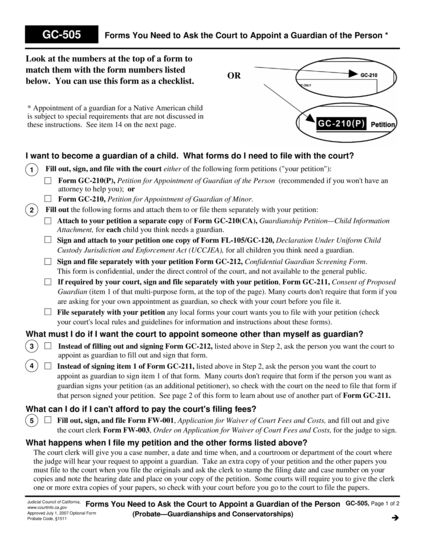 GC-505 Forms You Need to Ask the Court to Appoint a Guardian of the Person *
Look at the numbers at the top of a form to
match them with the form numbers listed
below. You can use this form as a checklist.
OR
GC-210
GC-210(P) Petition
* Appointment of a guardian for a Native American child
is subject to special requirements that are not discussed in
these instructions. See item 14 on the next page.
I want to become a guardian of a child. What forms do I need to file with the court?
1 Fill out, sign, and file with the court either of the following form petitions ("your petition"):
Form GC-210(P), Petition for Appointment of Guardian of the Person (recommended if you won't have an
attorney to help you); or
Form GC-210, Petition for Appointment of Guardian of Minor.
2 Fill out the following forms and attach them to or file them separately with your petition:
Attach to your petition a separate copy of Form GC-210(CA), Guardianship Petition—Child Information
Attachment, for each child you think needs a guardian.
Sign and attach to your petition one copy of Form FL-105/GC-120, Declaration Under Uniform Child
Custody Jurisdiction and Enforcement Act (UCCJEA), for all children you think need a guardian.
Sign and file separately with your petition Form GC-212, Confidential Guardian Screening Form.
This form is confidential, under the direct control of the court, and not available to the general public.
If required by your court, sign and file separately with your petition, Form GC-211, Consent of Proposed
Guardian (item 1 of that multi-purpose form, at the top of the page). Many courts don't require that form if you
are asking for your own appointment as guardian, so check with your court before you file it.
File separately with your petition any local forms your court wants you to file with your petition (check
your court's local rules and guidelines for information and instructions about these forms).
What must I do if I want the court to appoint someone other than myself as guardian?
3 Instead of filling out and signing Form GC-212, listed above in Step 2, ask the person you want the court to
appoint as guardian to fill out and sign that form.
4 Instead of signing item 1 of Form GC-211, listed above in Step 2, ask the person you want the court to
appoint as guardian to sign item 1 of that form. Many courts don't require that form if the person you want as
guardian signs your petition (as an additional petitioner), so check with the court on the need to file that form if
that person signed your petition. See page 2 of this form to learn about use of another part of Form GC-211.
What can I do if I can't afford to pay the court's filing fees?
5 Fill out, sign, and file Form FW-001, Application for Waiver of Court Fees and Costs, and fill out and give
the court clerk Form FW-003, Order on Application for Waiver of Court Fees and Costs, for the judge to sign.
What happens when I file my petition and the other forms listed above?
The court clerk will give you a case number, a date and time when, and a courtroom or department of the court where
the judge will hear your request to appoint a guardian. Take an extra copy of your petition and the other papers you
must file to the court when you file the originals and ask the clerk to stamp the filing date and case number on your
copies and note the hearing date and place on your copy of the petition. Some courts will require you to give the clerk
one or more extra copies of your papers, so check with your court before you go to the court to file the papers.
Judicial Council of California,
www.courtinfo.ca.gov
Approved July 1, 2007 Optional Form
Probate Code, §1511
Forms You Need to Ask the Court to Appoint a Guardian of the Person
(Probate—Guardianships and Conservatorships)
GC-505, Page 1 of 2